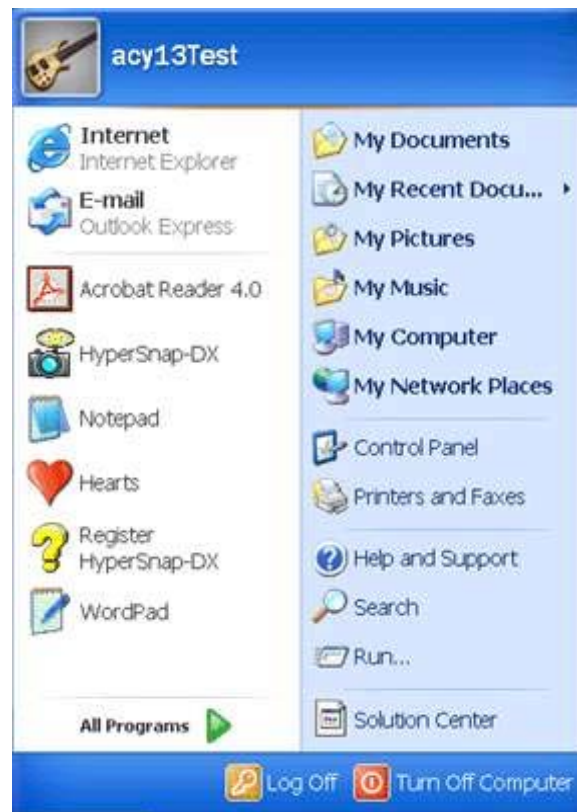 acy13Test
Internet
Internet Explorer
E-mail
Outlook Express
Acrobat Reader 4.0
HyperSnap-DX
Notepad
Hearts
Register
HyperSnap-DX
WordPad
All Programs
My Documents
My Recent Docu...
My Pictures
My Music
My Computer
My Network Places
Control Panel
Printers and Faxes
Help and Support
Search
Run...
Solution Center
Log Off
Turn Off Computer